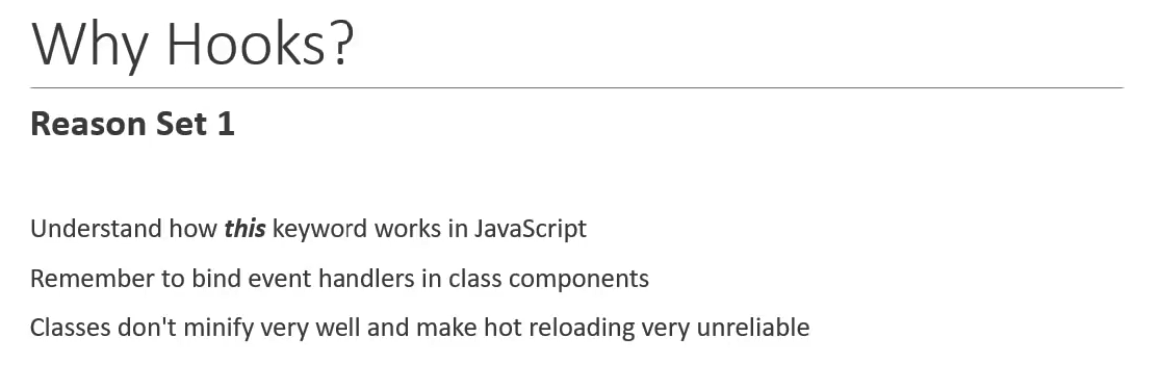 Why Hooks?
Reason Set 1
Understand how this keyword works in JavaScript
Remember to bind event handlers in class components
Classes don't minify very well and make hot reloading very unreliable